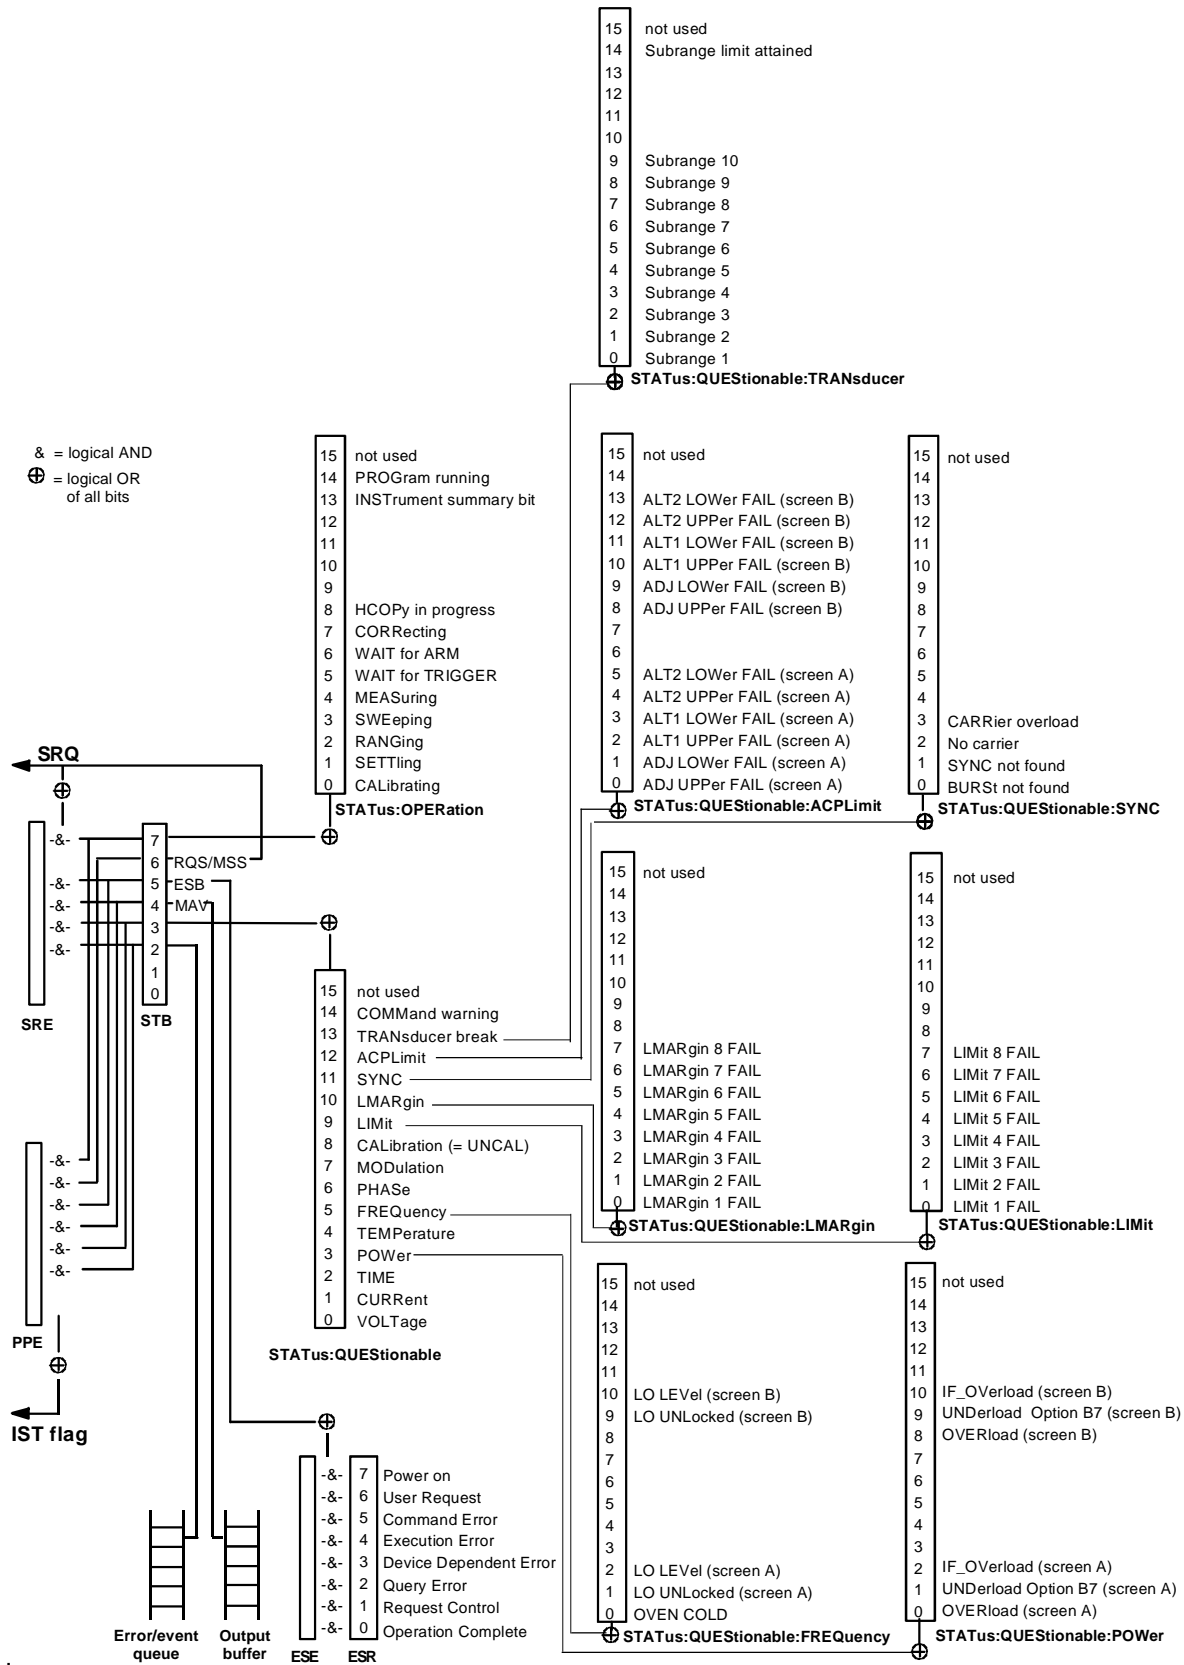 15 not used
14 Subrange limit attained
13
12
11
10
9 Subrange 10
8 Subrange 9
7 Subrange 8
6 Subrange 7
5 Subrange 6
4 Subrange 5
3 Subrange 4
2 Subrange 3
1 Subrange 2
0 Subrange 1
STATus:QUEStionable:TRANsducer
& = logical AND
⊕ = logical OR
of all bits
15 not used
14 PROGram running
13 INSTrument summary bit
12
11
10
9
8 HCOPy in progress
7 CORRecting
6 WAIT for ARM
5 WAIT for TRIGGER
4 MEASuring
3 SWEeping
2 RANGing
1 SETTling
0 CALibrating
STATus:OPERation
15 not used
14
13 ALT2 LOWer FAIL (screen B)
12 ALT2 UPPer FAIL (screen B)
11 ALT1 LOWer FAIL (screen B)
10 ALT1 UPPer FAIL (screen B)
9 ADJ LOWer FAIL (screen B)
8 ADJ UPPer FAIL (screen B)
7
6
5 ALT2 LOWer FAIL (screen A)
4 ALT2 UPPer FAIL (screen A)
3 ALT1 LOWer FAIL (screen A)
2 ALT1 UPPer FAIL (screen A)
1 ADJ LOWer FAIL (screen A)
0 ADJ UPPer FAIL (screen A)
STATus:QUEStionable:ACPLimit
15 not used
14
13
12
11
10
9
8
7
6
5
4
3 CARRier overload
2 No carrier
1 SYNC not found
0 BURSt not found
STATus:QUEStionable:SYNC
SRQ
-&-
-&-
-&-
-&-
-&-
SRE
7
6 RQS/MSS
5 ESB
4 MAV
3
2
1
0
STB
15 not used
14 COMMand warning
13 TRANsducer break
12 ACPLimit
11 SYNC
10 LMARgin
9 LIMit
8 CALibration (= UNCAL)
7 MODulation
6 PHASe
5 FREQuency
4 TEMPerature
3 POWer
2 TIME
1 CURRent
0 VOLTage
STATus:QUEStionable
15 not used
14
13
12
11
10
9
8
7 LMARgin 8 FAIL
6 LMARgin 7 FAIL
5 LMARgin 6 FAIL
4 LMARgin 5 FAIL
3 LMARgin 4 FAIL
2 LMARgin 3 FAIL
1 LMARgin 2 FAIL
0 LMARgin 1 FAIL
STATus:QUEStionable:LMARgin
15 not used
14
13
12
11
10
9
8
7 LIMit 8 FAIL
6 LIMit 7 FAIL
5 LIMit 6 FAIL
4 LIMit 5 FAIL
3 LIMit 4 FAIL
2 LIMit 3 FAIL
1 LIMit 2 FAIL
0 LIMit 1 FAIL
STATus:QUEStionable:LIMit
-&-
-&-
-&-
-&-
-&-
-&-
PPE
IST flag
15 not used
14
13
12
11
10 LO LEVel (screen B)
9 LO UNLocked (screen B)
8
7
6
5
4
3
2 LO LEVel (screen A)
1 LO UNLocked (screen A)
0 OVEN COLD
STATus:QUEStionable:FREQuency
15 not used
14
13
12
11
10 IF_OVerload (screen B)
9 UNDerload Option B7 (screen B)
8 OVERload (screen B)
7
6
5
4
3
2 IF_OVerload (screen A)
1 UNDerload Option B7 (screen A)
0 OVERload (screen A)
STATus:QUEStionable:POWer
-&- 7 Power on
-&- 6 User Request
-&- 5 Command Error
-&- 4 Execution Error
-&- 3 Device Dependent Error
-&- 2 Query Error
-&- 1 Request Control
-&- 0 Operation Complete
ESE ESR
Error/event
queue
Output
buffer